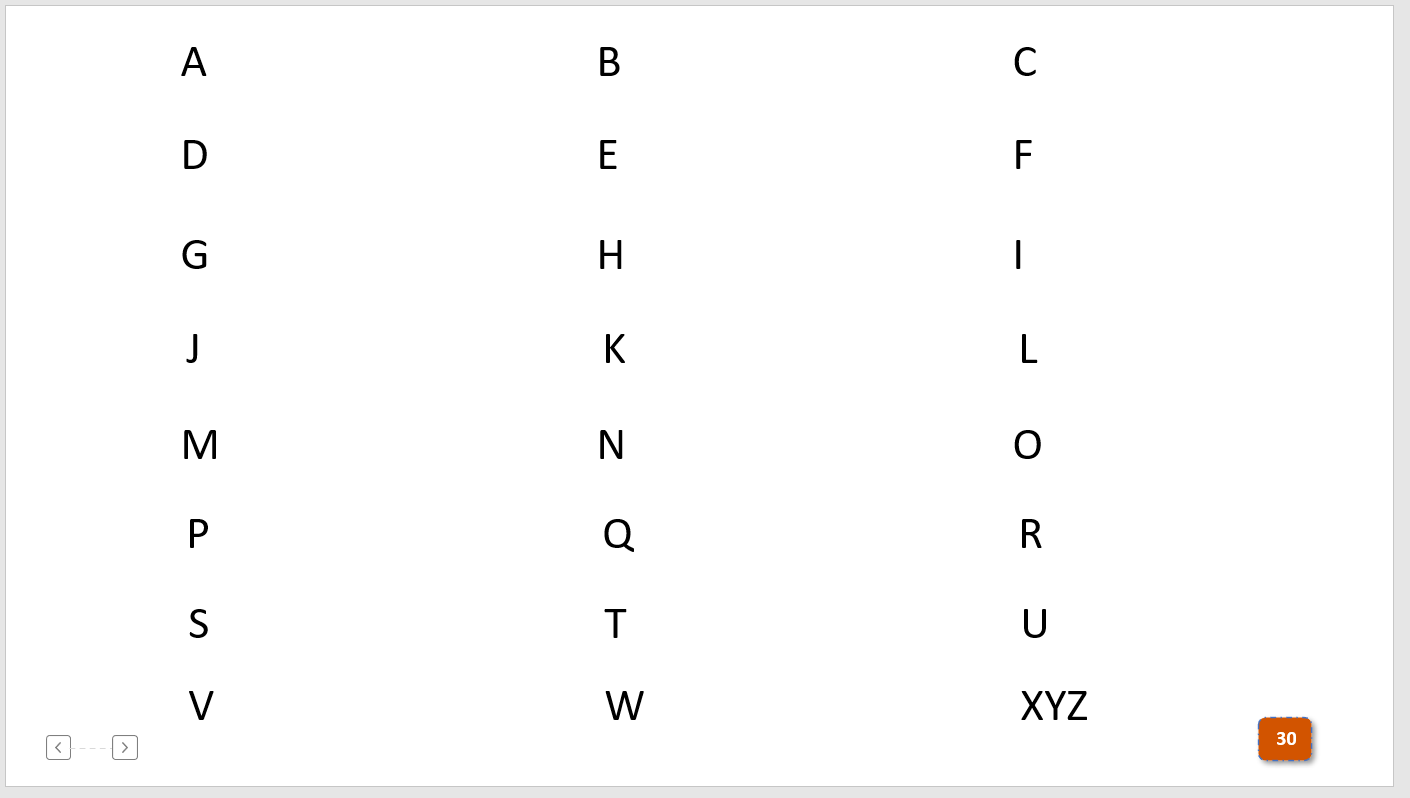 A B C
D E F
G H I
J K L
M N O
P Q R
S T U
V W XYZ
30